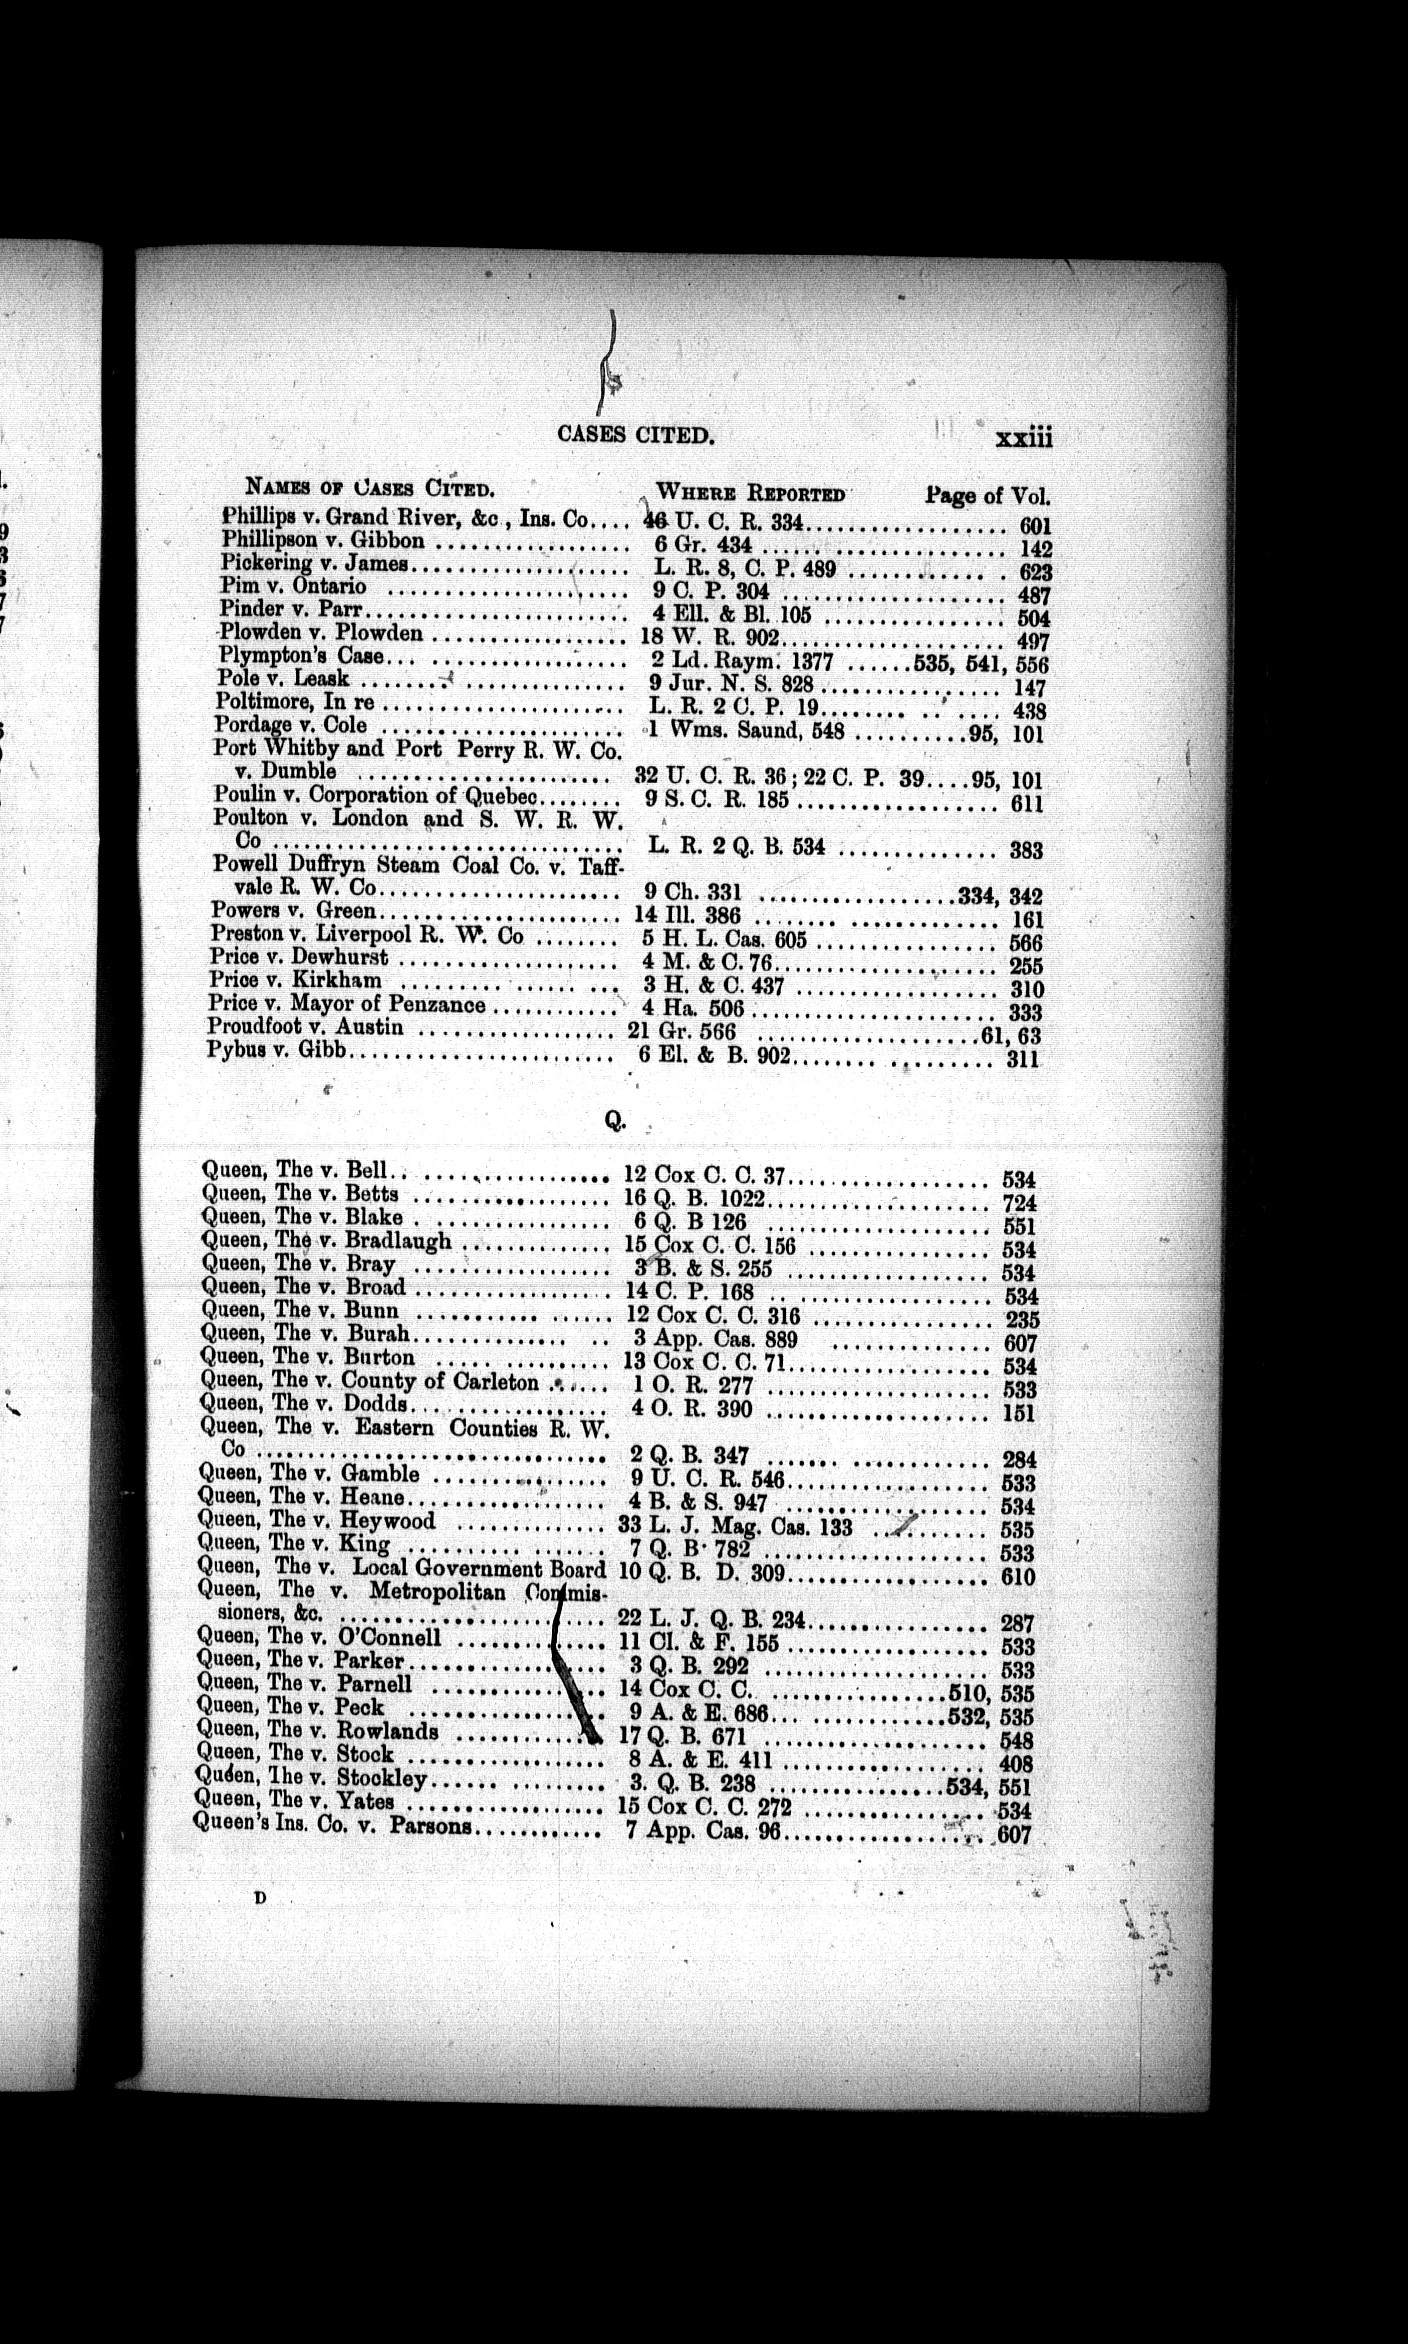 CASES CITED. xxiii
NAMES OF CASES CITED. WHERE REPORTED Page of Vol.
Phillips v. Grand River, &c , Ins. Co.... 46 U. C. R. 334.................. 601
Phillipson v. Gibbon .................. 6 Gr. 434 ...................... 142
Pickering v. James.................... L. R. 8, C. P. 489 ............. . 623
Pim v. Ontario ...................... 9 C. P. 304 .................... 487
Pinder v. Parr........................ 4 Ell. & Bl. 105 ................ 504
Plowden v. Plowden .................. 18 W. R. 902.................... 497
Plympton's Case... .................. 2 Ld. Raym. 1377 ......535, 541, 556
Pole v. Leask ........ ............... 9 Jur. N. S. 828 ................ 147
Poltimore, In re ...................... L. R. 2 C. P. 19........ .. .... 438
Pordage v. Cole ...................... 1 Wms. Saund, 548 ..........95, 101
Port Whitby and Port Perry R. W. Co.
v. Dumble ....................... 32 U. C. R. 36 ; 22 C. P. 39....95, 101
Poulin v. Corporation of Quebec........ 9 S. C. R. 185 .................. 611
Poulton v. London and S. W. R. W.
Co ................................ L. R. 2 Q. B. 534 .............. 383
Powell Duffryn Steam Coal Co. v. Taff-
vale R. W. Co...................... 9 Ch. 331 ..................334, 342
Powers v. Green...................... 14 Ill. 386 ........ ............. 161
Preston v. Liverpool R. W. Co ........ 5 H. L. Cas. 605 ................ 566
Price v. Dewhurst .................... 4 M. & C. 76.................... 255
Price v. Kirkham .......... ...... ... 3 H. & C. 437 .................. 310
Price v. Mayor of Penzance ............ 4 Ha. 506 ...................... 333
Proudfoot v. Austin .................. 21 Gr. 566 ....................61, 63
Pybus v. Gibb........................ 6 El. & B. 902........ .......... 311
Q.
Queen, The v. Bell.. ................. 12 Cox C. C. 37.................. 534
Queen, The v. Betts .................. 16 Q. B. 1022.................... 724
Queen, The v. Blake . ................ 6 Q. B 126 .................... 551
Queen, The v. Bradlaugh .............. 15 Cox C. C. 156 ................ 534
Queen, The v. Bray .................. 3 B. & S. 255 .................. 534
Queen, The v. Broad .................. 14 C. P. 168 .. ................. 534
Queen, The v. Bunn ........... ...... 12 Cox C. C. 316 ................ 235
Queen, The v. Burah.............. .. 3 App. Cas. 889 .............. 607
Queen, The v. Burton ..... .......... 13 Cox C. C. 71.................. 534
Queen, The v. County of Carleton ...... 1 O. R. 277 .................... 533
Queen, The v. Dodds.................. 4 O. R. 390 .................... 151
Queen, The v. Eastern Counties R. W.
Co ................................ 2 Q. B. 347 ....... ............ 284
Queen, The v. Gamble ................ 9 U. C. R. 546.................. 533
Queen, The v. Heane.................. 4 B. & S. 947 .................. 534
Queen, The v. Heywood .............. 33 L. J. Mag. Cas. 133 .......... 535
Queen, The v. King .......... ....... 7 Q. B· 782 .................... 533
Queen, The v. Local Government Board 10 Q. B. D. 309.................. 610
Queen, The v. Metropolitan Commis-
sioners, &c. ........................ 22 L. J. Q. B. 234................ 287
Queen, The v. O'Connell .............. 11 Cl. & F. 155 .................. 533
Queen, The v. Parker.................. 3 Q. B. 292 .................... 533
Queen, The v. Parnell ................ 14 Cox C. C. ................510, 535
Queen, The v. Peck .................. 9 A. & E. 686... ............532, 535
Queen, The v. Rowlands .............. 17 Q. B. 671 .................... 548
Queen, The v. Stock .................. 8 A. & E. 411 .................. 408
Queen, The v. Stockley...... ......... 3. Q. B. 238 ................534, 551
Queen, The v. Yates .................. 15 Cox C. C. 272 ................ 534
Queen's Ins. Co. v. Parsons............ 7 App. Cas. 96.................. 607
D